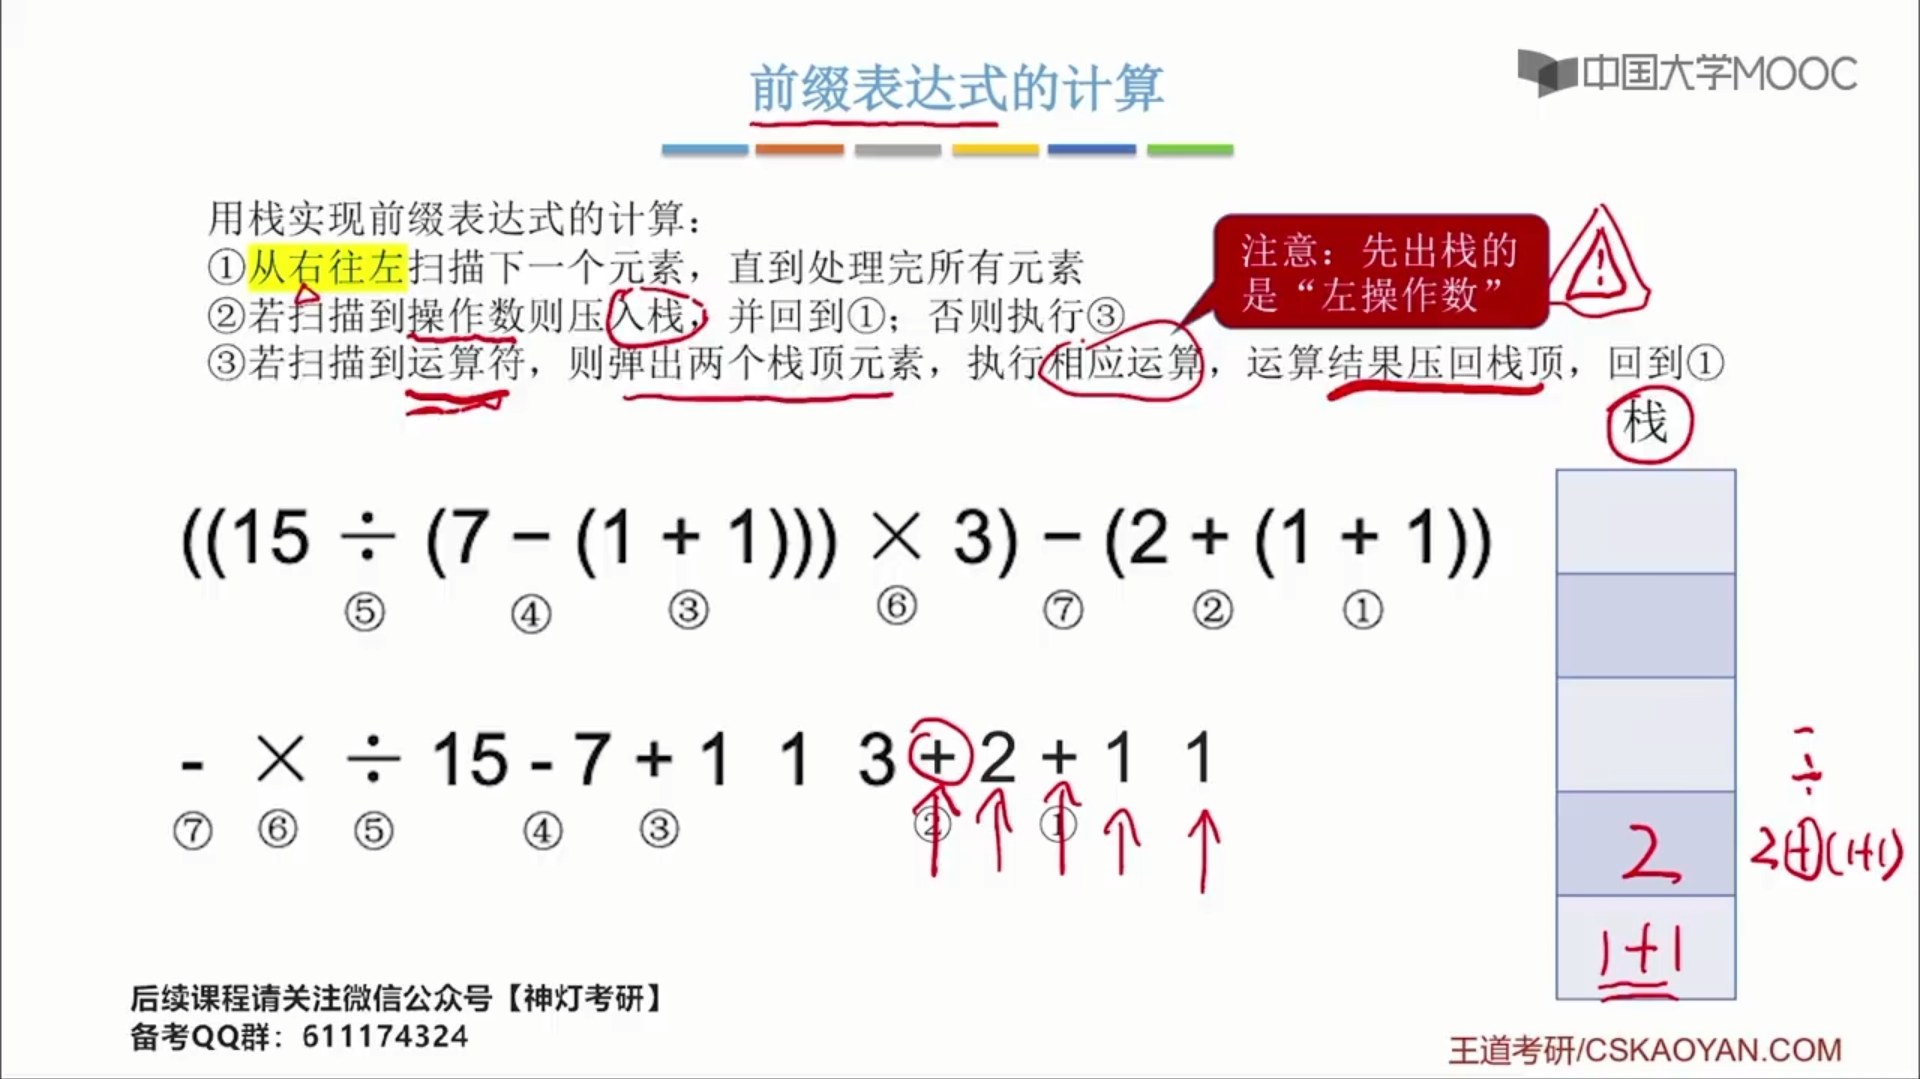 前缀表达式的计算
中国大学MOOC
用栈实现前缀表达式的计算：
①从右往左扫描下一个元素，直到处理完所有元素
②若扫描到操作数则压入栈，并回到①；否则执行③
③若扫描到运算符，则弹出两个栈顶元素，执行相应运算，运算结果压回栈顶，回到①
注意：先出栈的
是“左操作数”
!
栈
((15 ÷ (7 − (1 + 1))) × 3) − (2 + (1 + 1))
⑤ ④ ③ ⑥ ⑦ ② ①
- × ÷ 15 - 7 + 1 1 3 + 2 + 1 1
⑦ ⑥ ⑤ ④ ③ ② ①
-
÷
2 2+(1+1)
1+1
后续课程请关注微信公众号【神灯考研】
备考QQ群：611174324
王道考研/CSKAOYAN.COM